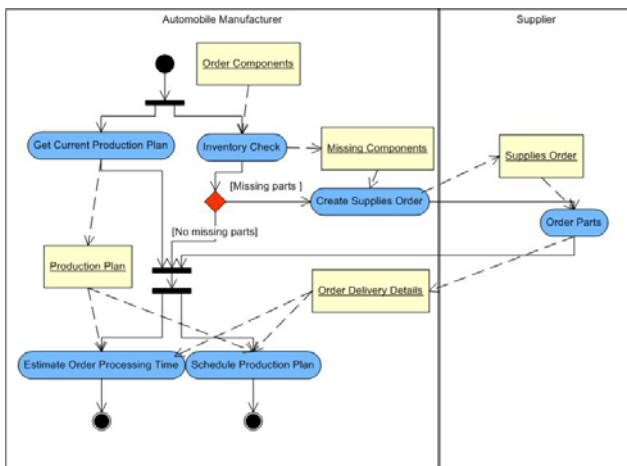 Automobile Manufacturer
Supplier
Order Components
Get Current Production Plan
Inventory Check
Missing Components
Supplies Order
[Missing parts ]
Create Supplies Order
Order Parts
[No missing parts]
Production Plan
Order Delivery Details
Estimate Order Processing Time
Schedule Production Plan